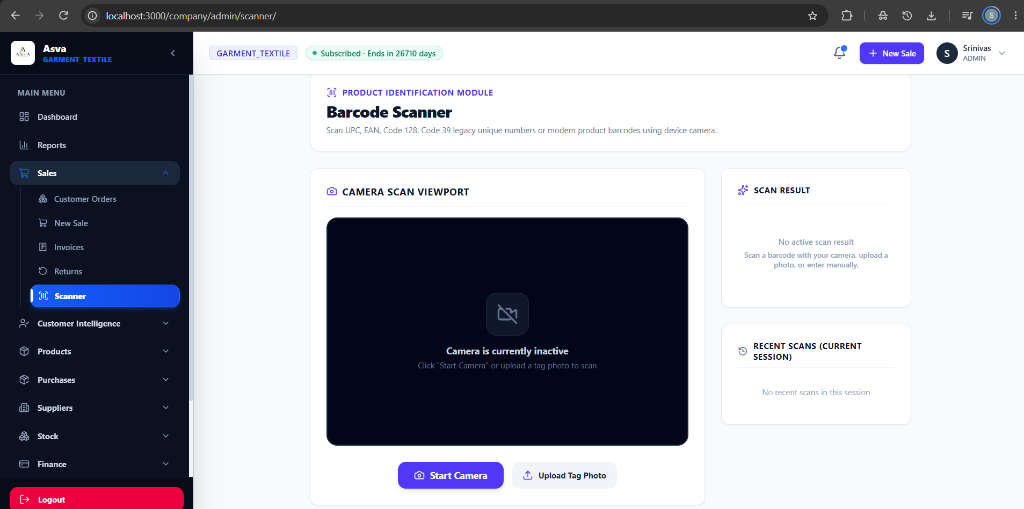 localhost:3000/company/admin/scanner/
S
Asva
GARMENT_TEXTILE
MAIN MENU
Dashboard
Reports
Sales
Customer Orders
New Sale
Invoices
Returns
Scanner
Customer Intelligence
Products
Purchases
Suppliers
Stock
Finance
Logout
GARMENT_TEXTILE
Subscribed - Ends in 26710 days
+ New Sale
S
Srinivas
ADMIN
PRODUCT IDENTIFICATION MODULE
Barcode Scanner
Scan UPC, EAN, Code 128, Code 39 legacy unique numbers or modern product barcodes using device camera.
CAMERA SCAN VIEWPORT
Camera is currently inactive
Click "Start Camera" or upload a tag photo to scan
Start Camera
Upload Tag Photo
SCAN RESULT
No active scan result
Scan a barcode with your camera, upload a
photo, or enter manually.
RECENT SCANS (CURRENT
SESSION)
No recent scans in this session